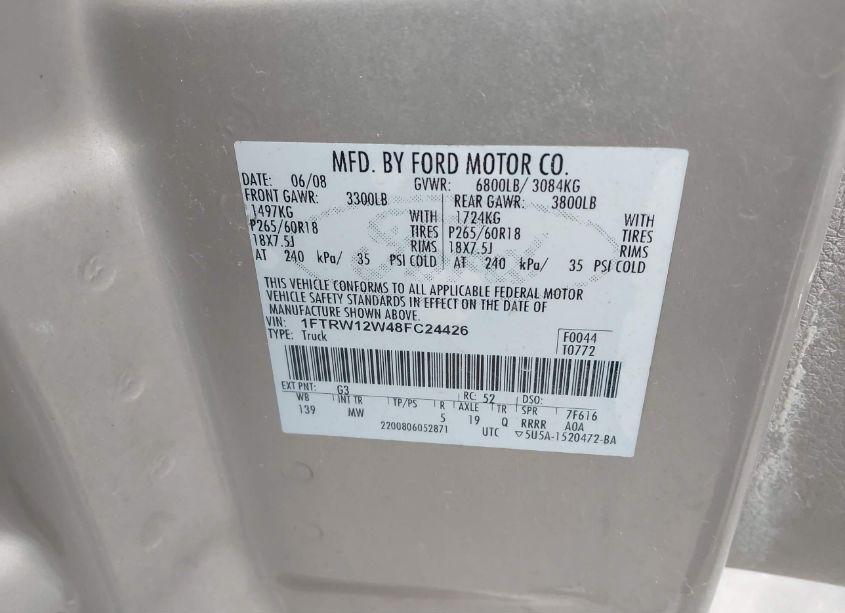 MFD. BY FORD MOTOR CO.
DATE: 06/08 GVWR: 6800LB/ 3084KG
FRONT GAWR: 3300LB REAR GAWR: 3800LB
1497KG WITH 1724KG WITH
P265/60R18 TIRES P265/60R18 TIRES
18X7.5J RIMS 18X7.5J RIMS
AT 240 kPa/ 35 PSI COLD AT 240 kPa/ 35 PSI COLD
THIS VEHICLE CONFORMS TO ALL APPLICABLE FEDERAL MOTOR
VEHICLE SAFETY STANDARDS IN EFFECT ON THE DATE OF
MANUFACTURE SHOWN ABOVE.
VIN: 1FTRW12W48FC24426 F0044
TYPE: Truck T0772
EXT PNT: G3 RC: 52 DSO:
WB INT TR TP/PS R AXLE TR SPR 7F616
139 MW 5 19 Q RRRR AOA
2200806052871 UTC ▽5U5A-1520472-BA